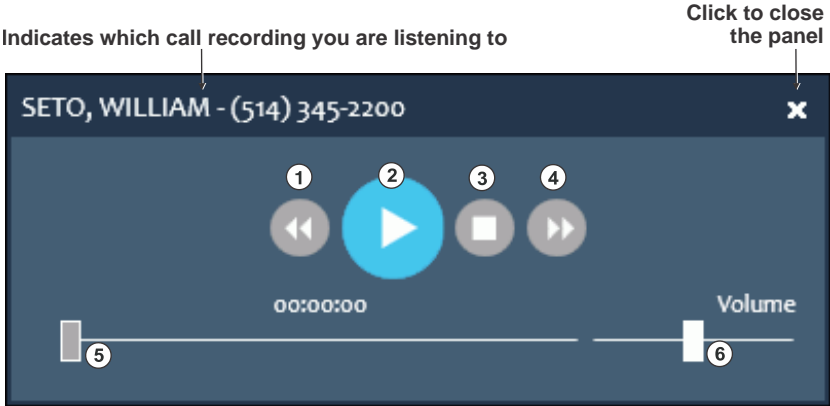 Click to close
the panel
Indicates which call recording you are listening to
SETO, WILLIAM - (514) 345-2200
1 2 3 4
00:00:00 Volume
5 6